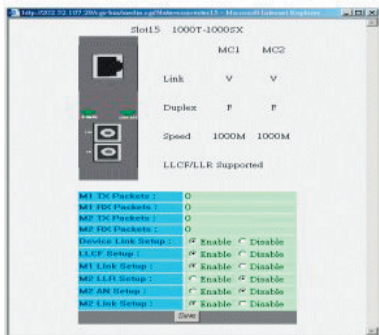 Slot15 1000T-1000SX
MC1 MC2
Link V V
Duplex F F
Speed 1000M 1000M
LLCF/LLR Supported
M1 TX Packets : 0
M1 RX Packets : 0
M2 TX Packets : 0
M2 RX Packets : 0
Device Link Setup : Enable Disable
LLCF Setup : Enable Disable
M1 Link Setup : Enable Disable
M2 LLR Setup : Enable Disable
M2 AN Setup : Enable Disable
M2 Link Setup : Enable Disable
Save